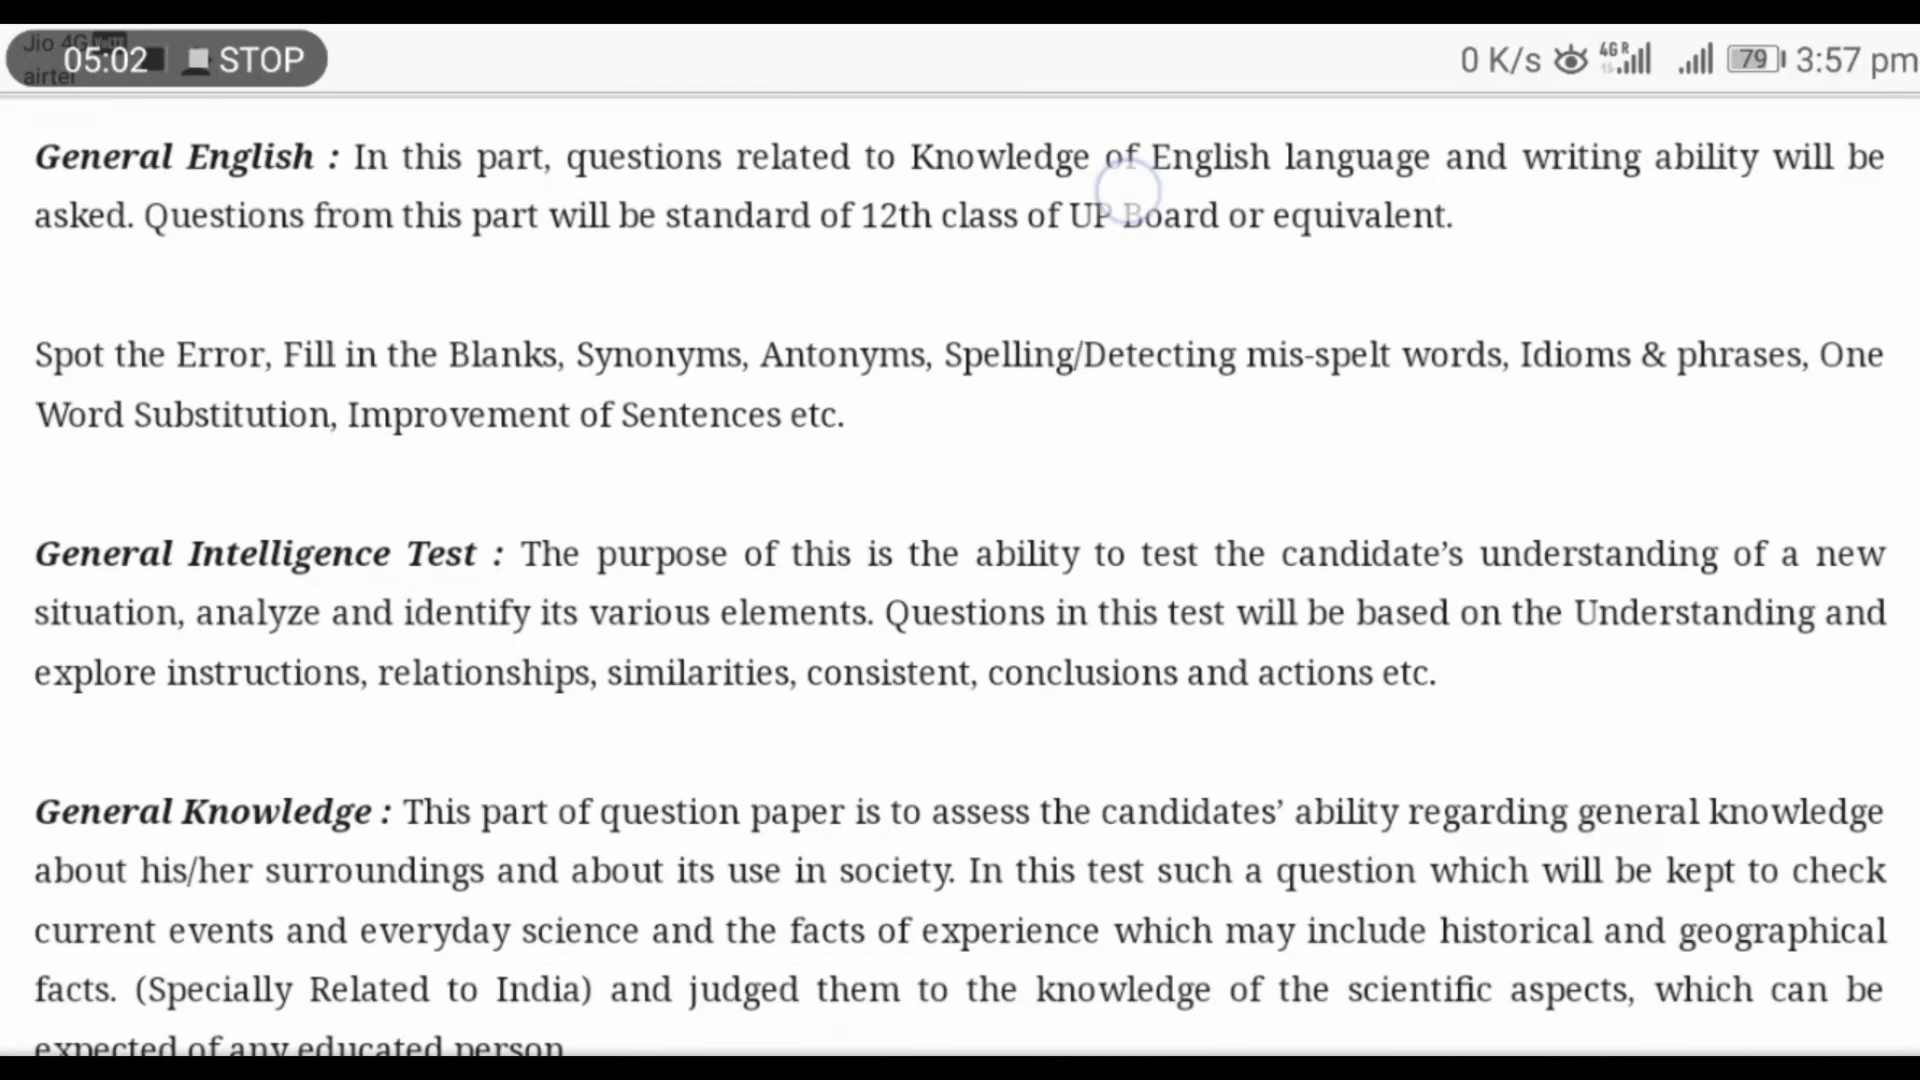 Jio 4G VoLTE
airtel
05:02 STOP
0 K/s 4G R 79 3:57 pm
General English : In this part, questions related to Knowledge of English language and writing ability will be
asked. Questions from this part will be standard of 12th class of UP Board or equivalent.
Spot the Error, Fill in the Blanks, Synonyms, Antonyms, Spelling/Detecting mis-spelt words, Idioms & phrases, One
Word Substitution, Improvement of Sentences etc.
General Intelligence Test : The purpose of this is the ability to test the candidate’s understanding of a new
situation, analyze and identify its various elements. Questions in this test will be based on the Understanding and
explore instructions, relationships, similarities, consistent, conclusions and actions etc.
General Knowledge : This part of question paper is to assess the candidates’ ability regarding general knowledge
about his/her surroundings and about its use in society. In this test such a question which will be kept to check
current events and everyday science and the facts of experience which may include historical and geographical
facts. (Specially Related to India) and judged them to the knowledge of the scientific aspects, which can be
expected of any educated person